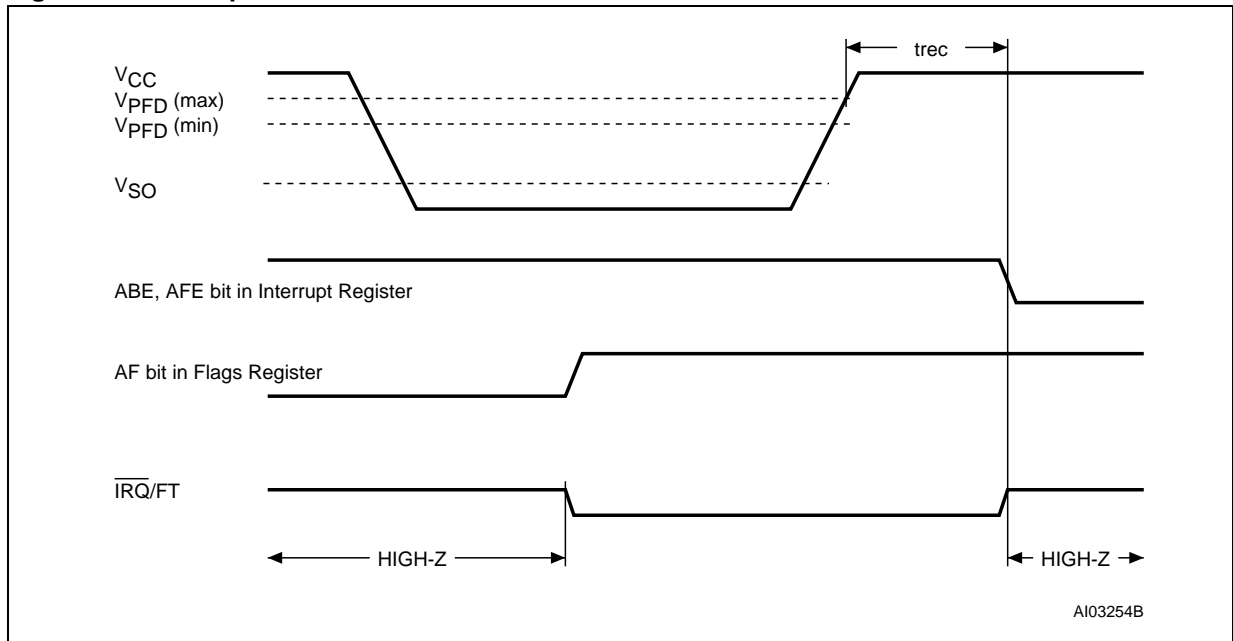 trec
VCC
VPFD (max)
VPFD (min)
VSO
ABE, AFE bit in Interrupt Register
AF bit in Flags Register
IRQ/FT
HIGH-Z
HIGH-Z
AI03254B